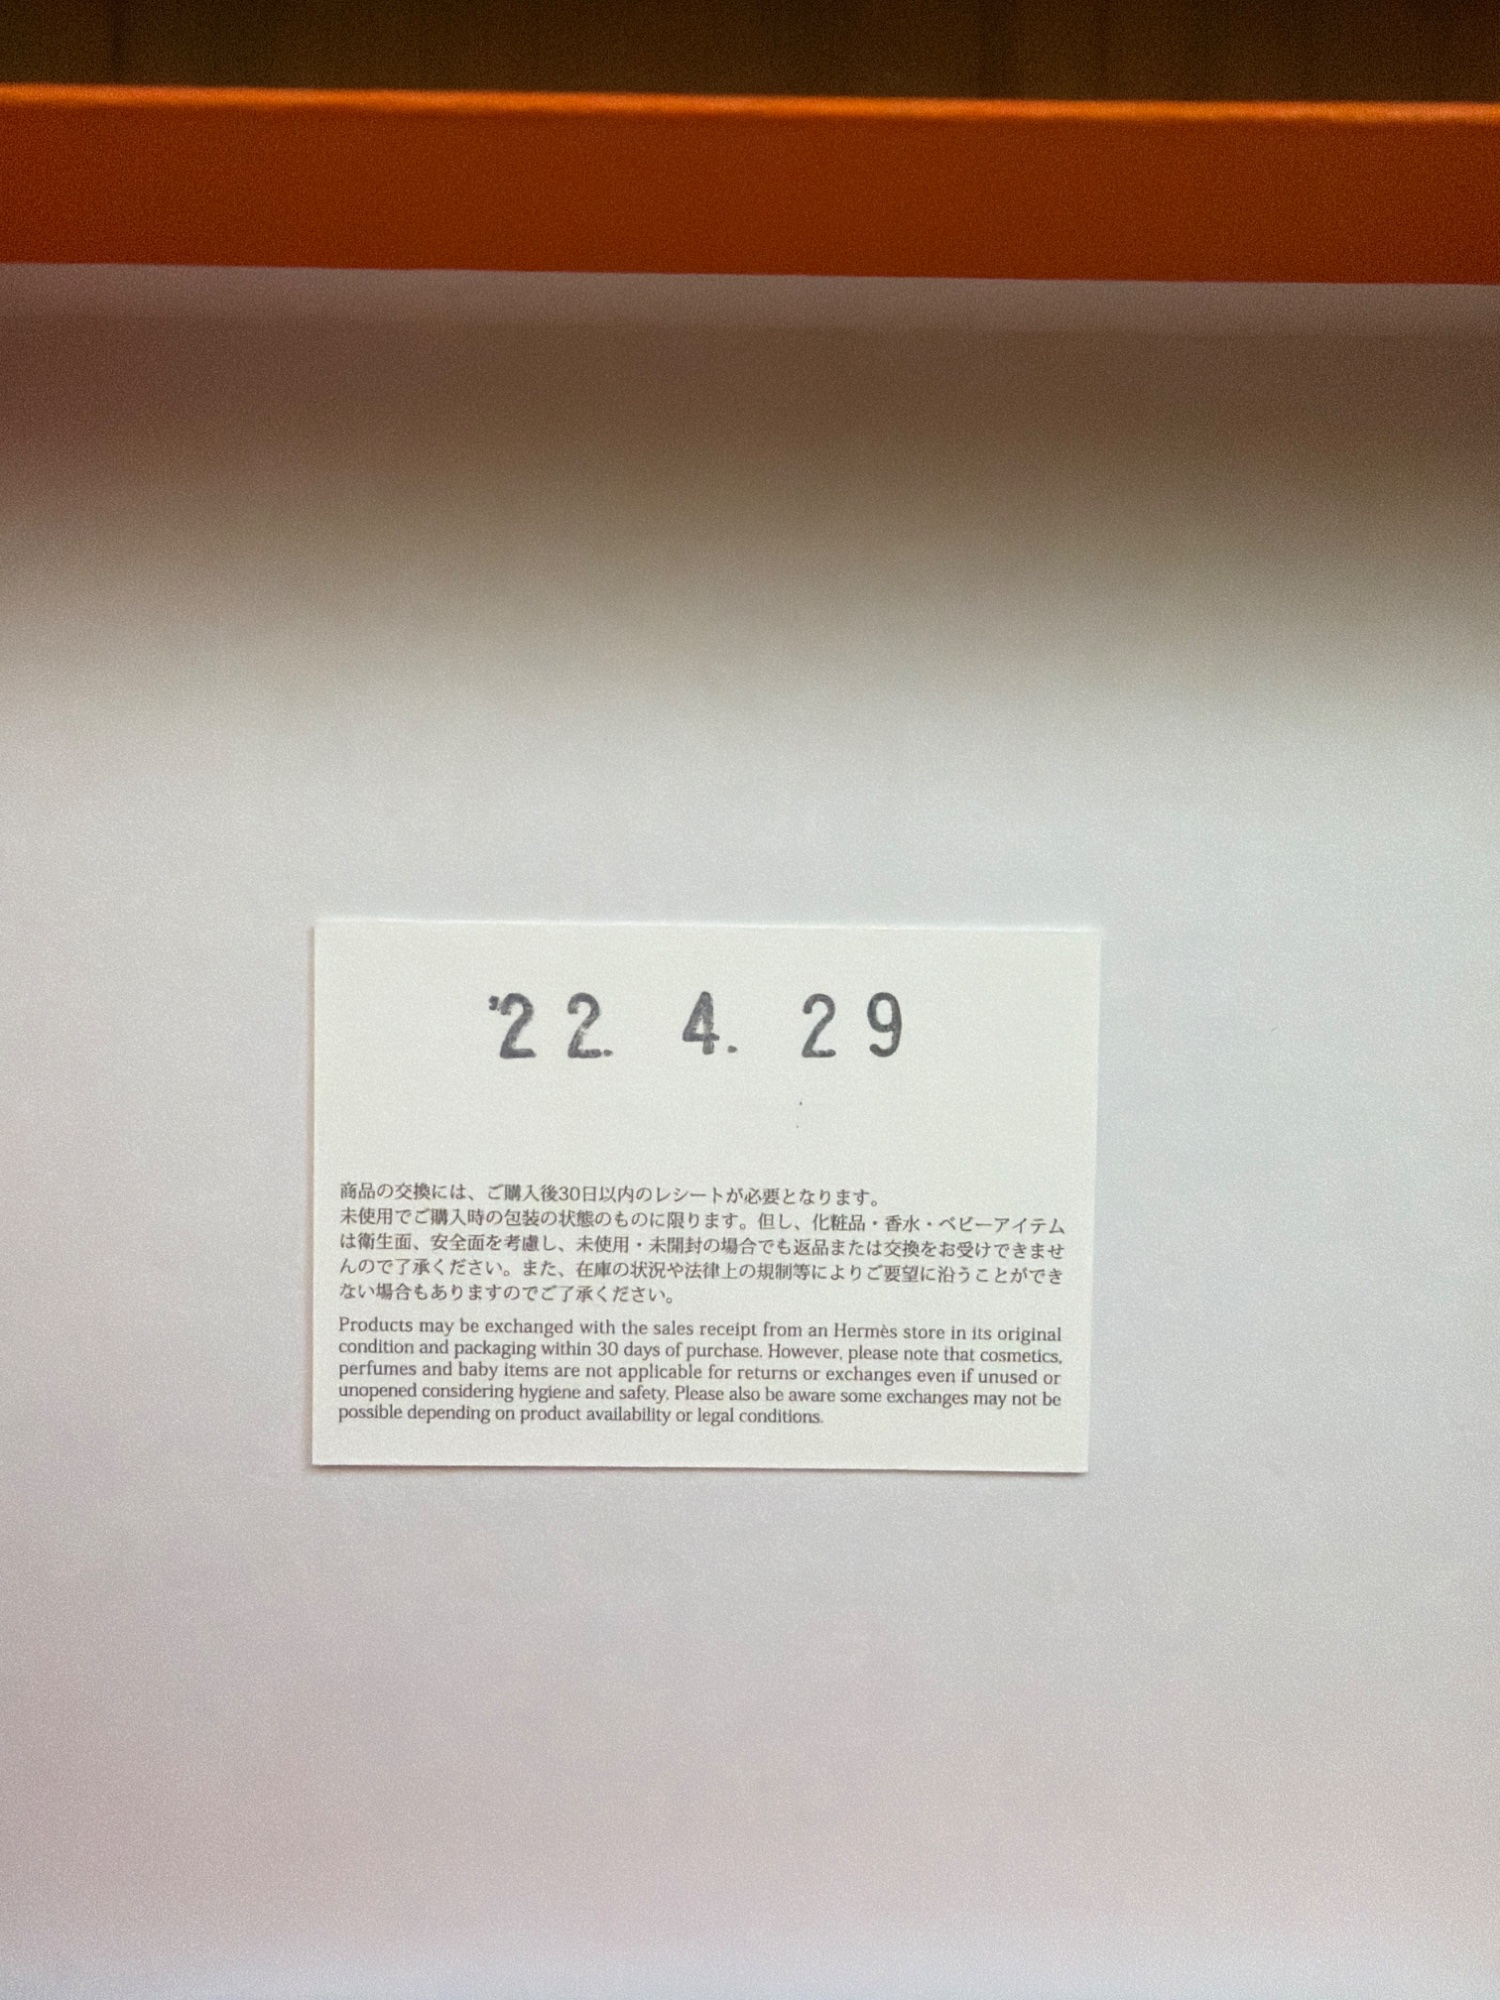 '22. 4. 29
商品の交換には、ご購入後30日以内のレシートが必要となります。
未使用でご購入時の包装の状態のものに限ります。但し、化粧品・香水・ベビーアイテム
は衛生面、安全面を考慮し、未使用・未開封の場合でも返品または交換をお受けできませ
んので了承ください。また、在庫の状況や法律上の規制等によりご要望に沿うことができ
ない場合もありますのでご了承ください。
Products may be exchanged with the sales receipt from an Hermès store in its original
condition and packaging within 30 days of purchase. However, please note that cosmetics,
perfumes and baby items are not applicable for returns or exchanges even if unused or
unopened considering hygiene and safety. Please also be aware some exchanges may not be
possible depending on product availability or legal conditions.